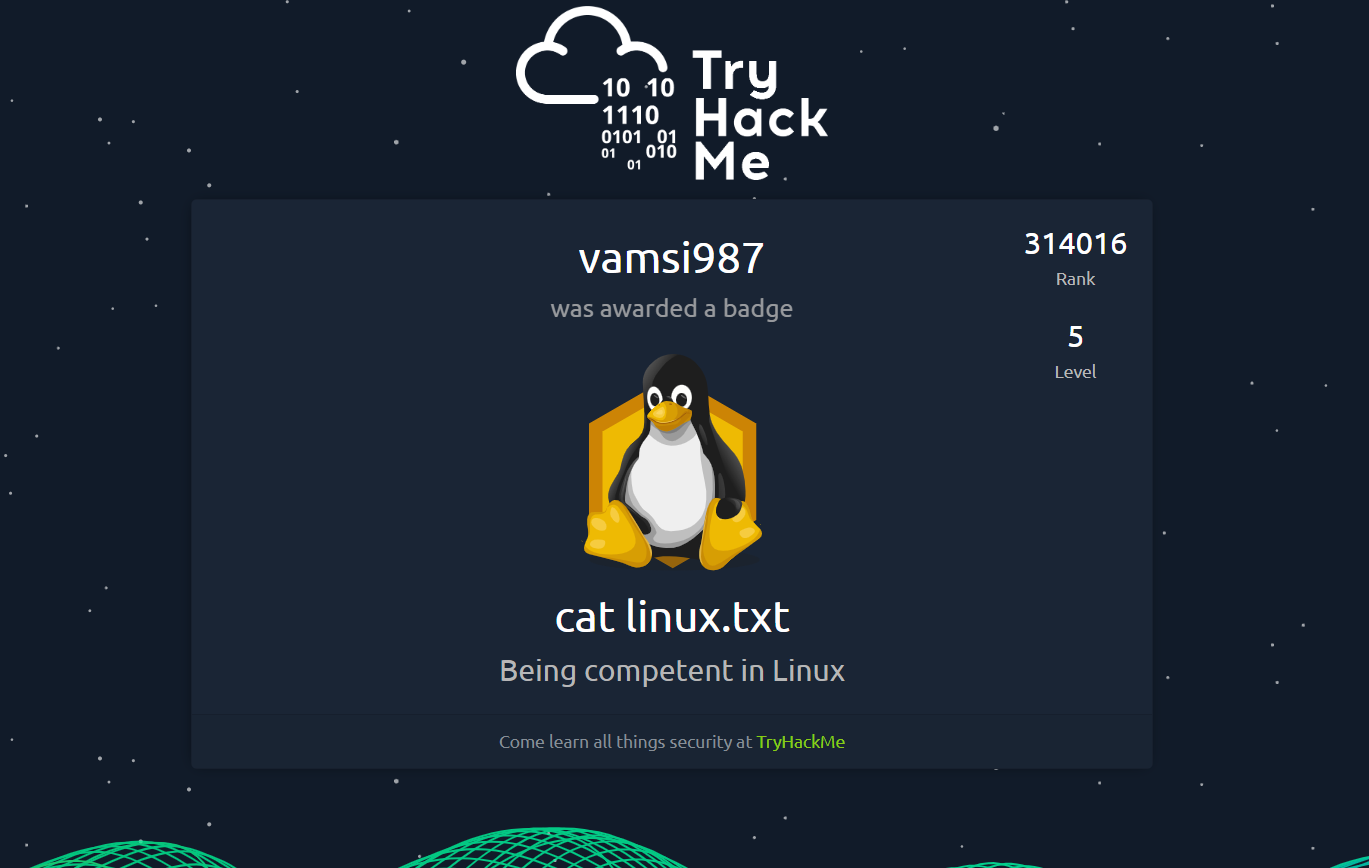 Try
Hack
Me
10 10
1110
0101 01
01 010
01
vamsi987
was awarded a badge
314016
Rank
5
Level
cat linux.txt
Being competent in Linux
Come learn all things security at TryHackMe